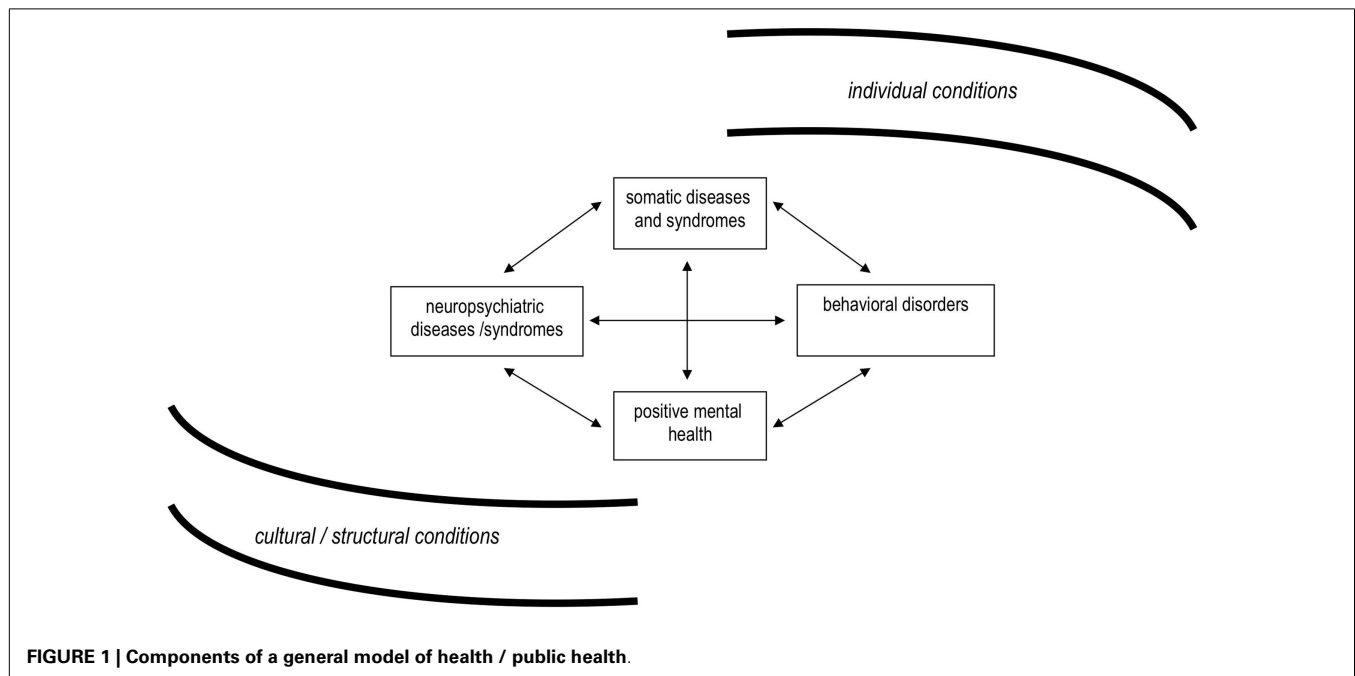 individual conditions
somatic diseases
and syndromes
neuropsychiatric
diseases /syndromes
behavioral disorders
positive mental
health
cultural / structural conditions
FIGURE 1 | Components of a general model of health / public health.